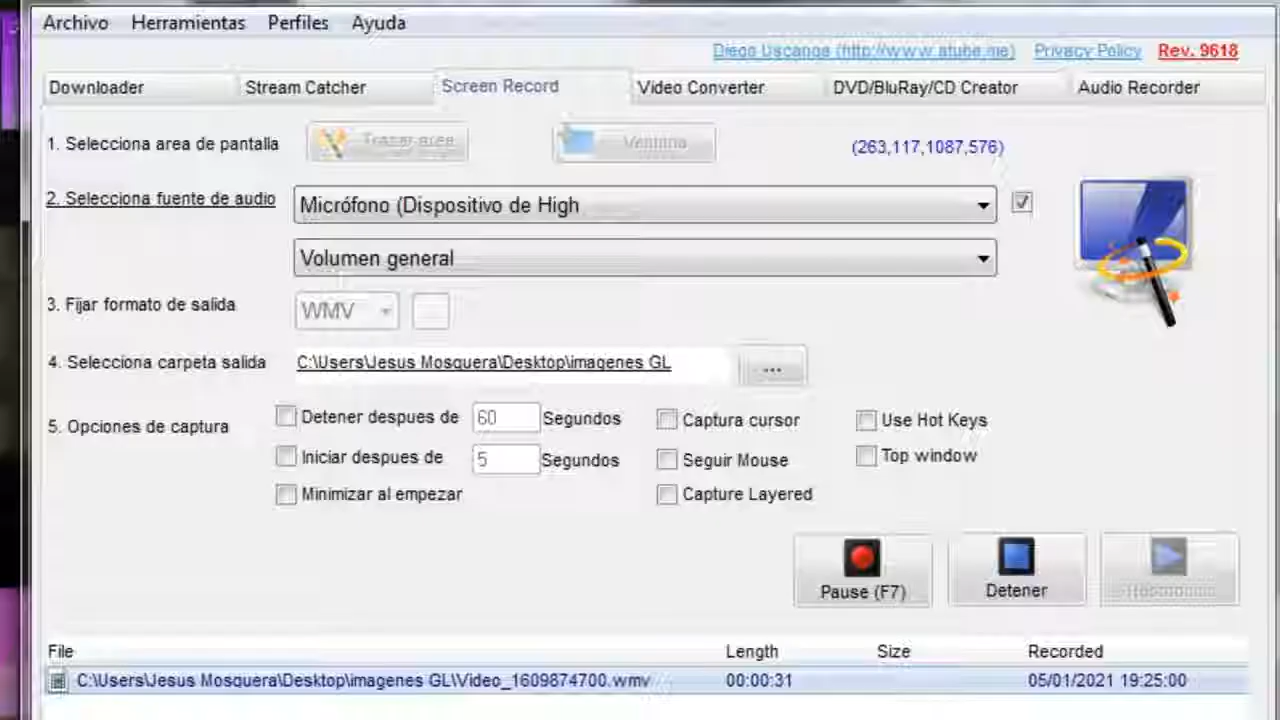 Archivo Herramientas Perfiles Ayuda
Diego Uscanga (http://www.atube.me) Privacy Policy Rev. 9618
Downloader Stream Catcher Screen Record Video Converter DVD/BluRay/CD Creator Audio Recorder
1. Selecciona area de pantalla Trazar area Ventana (263,117,1087,576)
2. Selecciona fuente de audio Micrófono (Dispositivo de High
Volumen general
3. Fijar formato de salida WMV
4. Selecciona carpeta salida C:\Users\Jesus Mosquera\Desktop\imagenes GL ...
5. Opciones de captura
Detener despues de 60 Segundos Captura cursor Use Hot Keys
Iniciar despues de 5 Segundos Seguir Mouse Top window
Minimizar al empezar Capture Layered
Pause (F7) Detener
File Length Size Recorded
C:\Users\Jesus Mosquera\Desktop\imagenes GL\Video_1609874700.wmv 00:00:31 05/01/2021 19:25:00